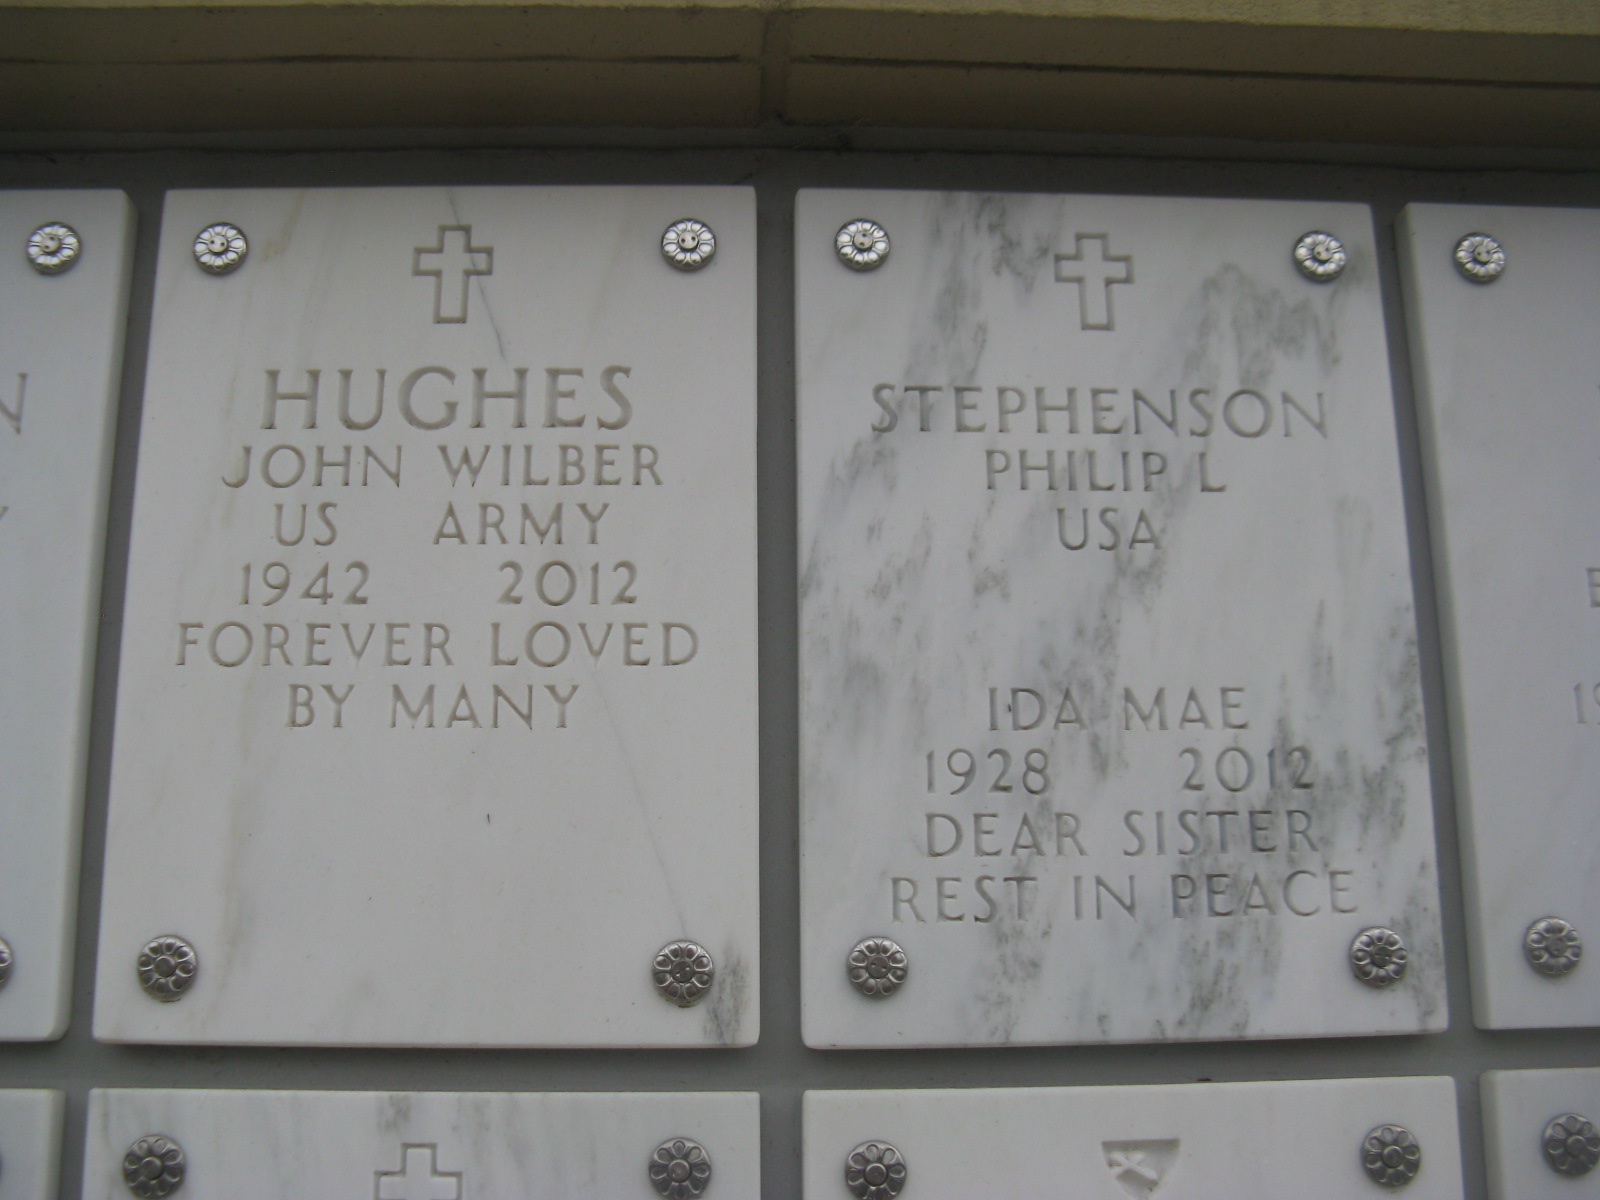 HUGHES
JOHN WILBER
US ARMY
1942 2012
FOREVER LOVED
BY MANY
STEPHENSON
PHILIP L
USA
IDA MAE
1928 2012
DEAR SISTER
REST IN PEACE